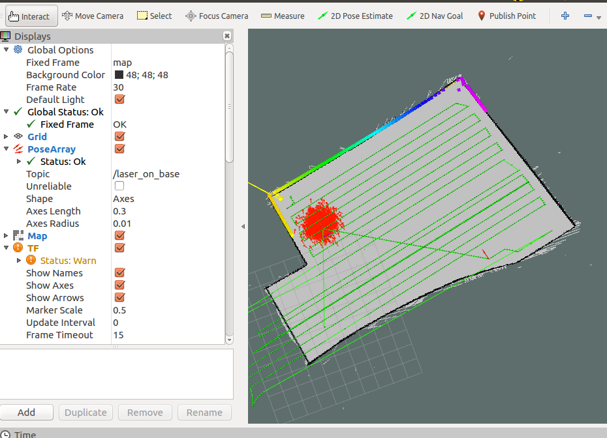 Interact Move Camera Select Focus Camera Measure 2D Pose Estimate 2D Nav Goal Publish Point
Displays
Global Options
Fixed Frame map
Background Color 48; 48; 48
Frame Rate 30
Default Light
Global Status: Ok
Fixed Frame OK
Grid
PoseArray
Status: Ok
Topic /laser_on_base
Unreliable
Shape Axes
Axes Length 0.3
Axes Radius 0.01
Map
TF
Status: Warn
Show Names
Show Axes
Show Arrows
Marker Scale 0.5
Update Interval 0
Frame Timeout 15
Add Duplicate Remove Rename
Time